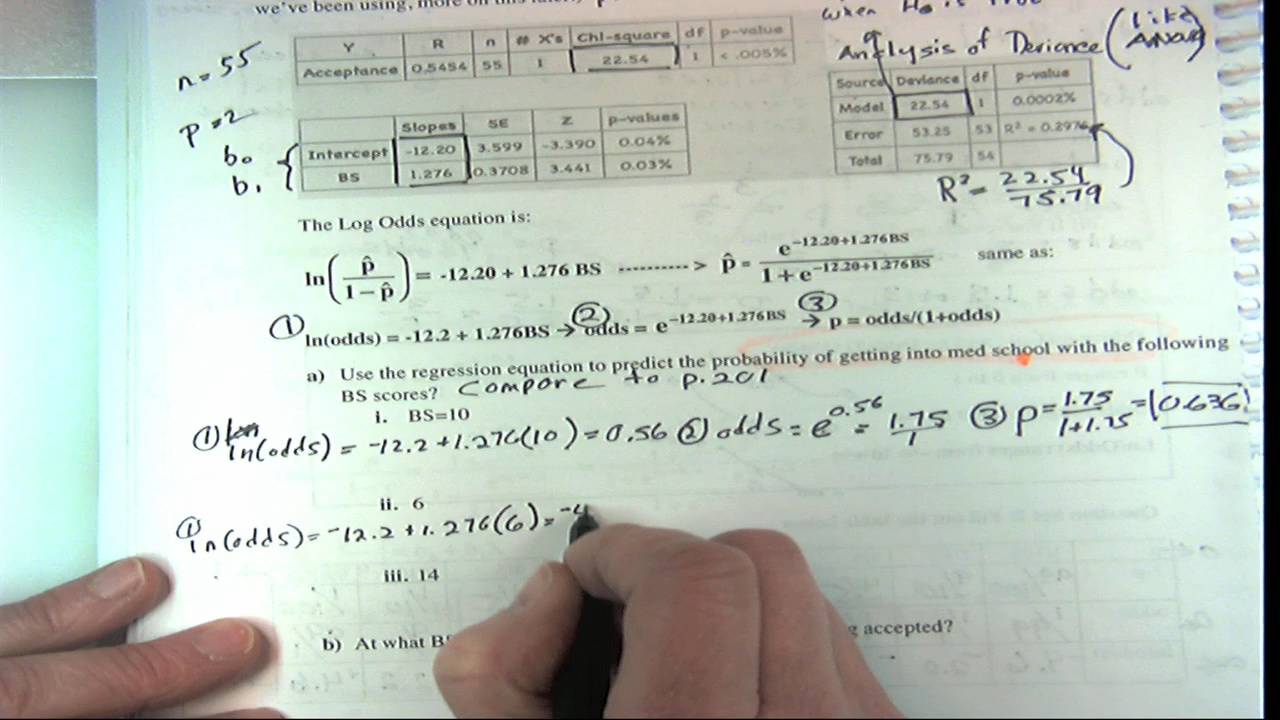 we've been using, more on this later
when Ho is true
n = 55
Y R n # X's Chi-square df p-value
Acceptance 0.5454 55 1 22.54 1 < .005%
Analysis of Deviance (like ANOVA)
Source Deviance df p-value
Model 22.54 1 0.0002%
Error 53.25 53 R² = 0.2976
Total 75.79 54
R² = 22.54 / 75.79
p = 2
b₀
b₁
Slopes SE Z p-values
Intercept -12.20 3.599 -3.390 0.04%
BS 1.276 0.3708 3.441 0.03%
The Log Odds equation is:
ln(p̂ / 1 − p̂) = -12.20 + 1.276 BS ----------> p̂ = e^-12.20+1.276BS / 1 + e^-12.20+1.276BS same as:
① ln(odds) = -12.2 + 1.276BS → ② odds = e^-12.20+1.276BS ③ → p = odds/(1+odds)
a) Use the regression equation to predict the probability of getting into med school with the following
BS scores? Compare to p.201
i. BS=10
① ln(odds) = -12.2 + 1.276(10) = 0.56 ② odds = e^0.56 = 1.75/1 ③ p = 1.75 / 1+1.75 = 0.636
ii. 6
① ln(odds) = -12.2 + 1.276(6) = -4
iii. 14
b) At what BS accepted?